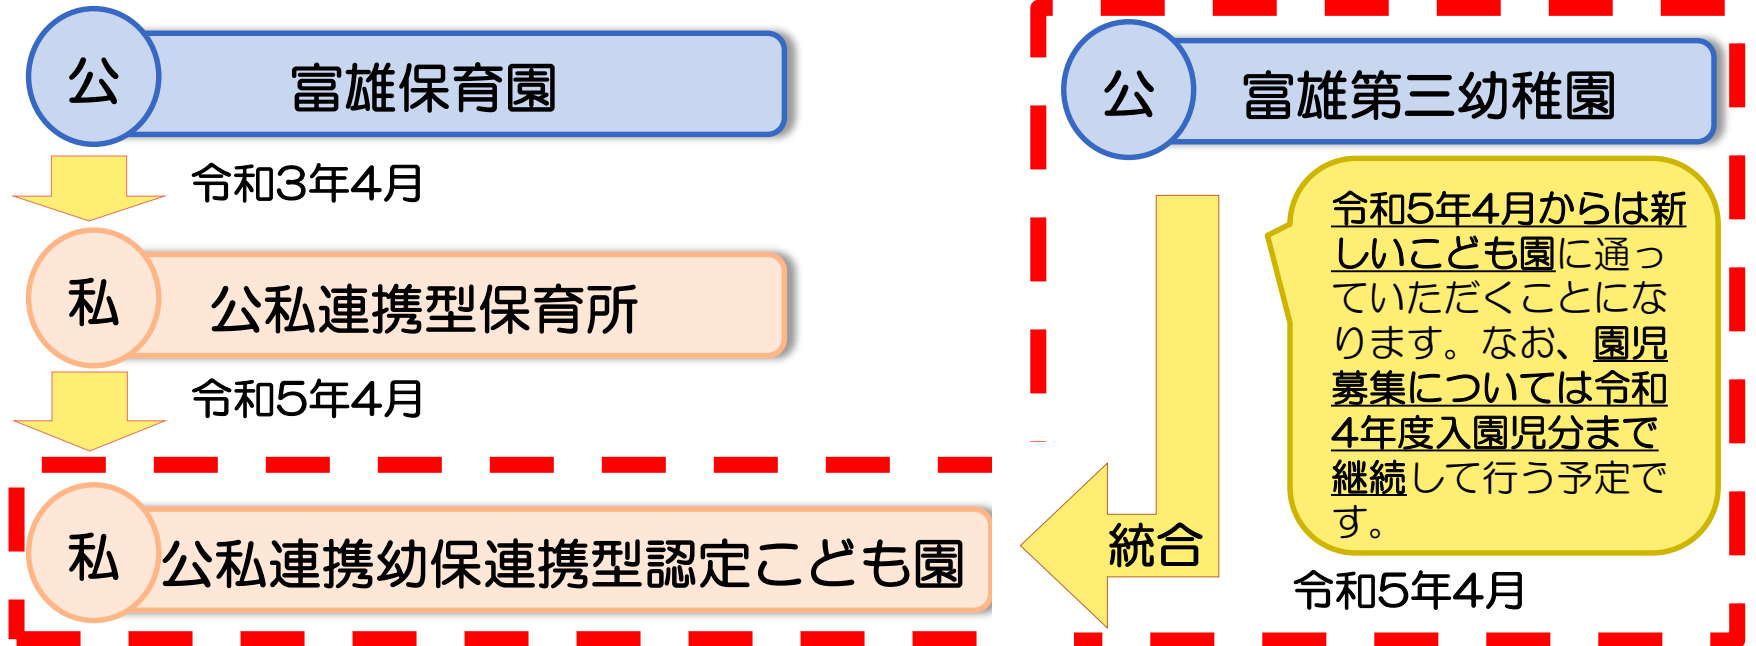 公
富雄保育園
令和3年4月
私
公私連携型保育所
令和5年4月
私
公私連携幼保連携型認定こども園
公
富雄第三幼稚園
令和5年4月からは新
しいこども園に通っ
ていただくことにな
ります。なお、園児
募集については令和
4年度入園児分まで
継続して行う予定で
す。
統合
令和5年4月